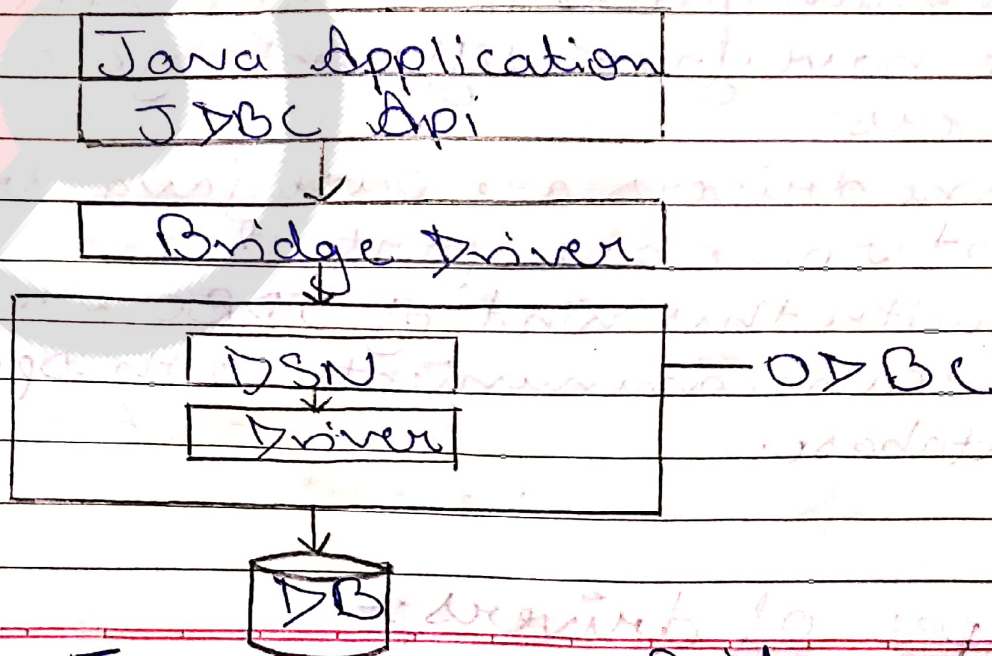 Java Application
JDBC Api
Bridge Driver
DSN
ODBC
Driver
DB